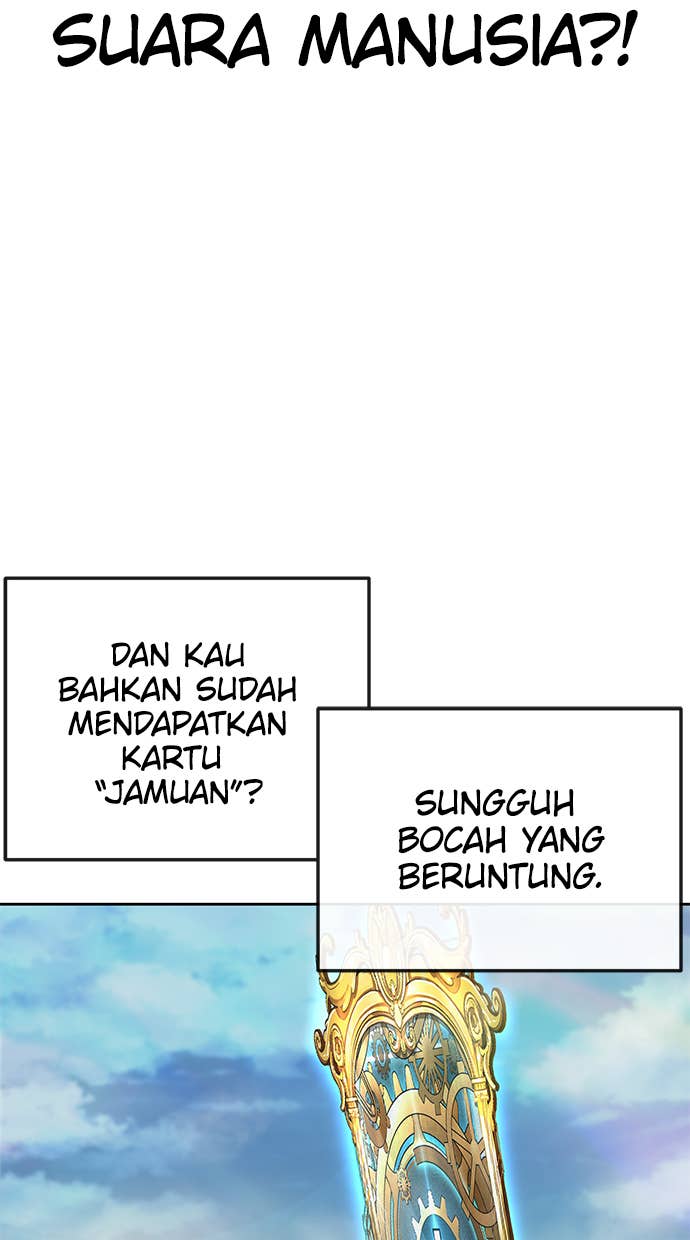 SUARA MANUSIA?!
DAN KAU
BAHKAN SUDAH
MENDAPATKAN
KARTU
"JAMUAN"?
SUNGGUH
BOCAH YANG
BERUNTUNG.